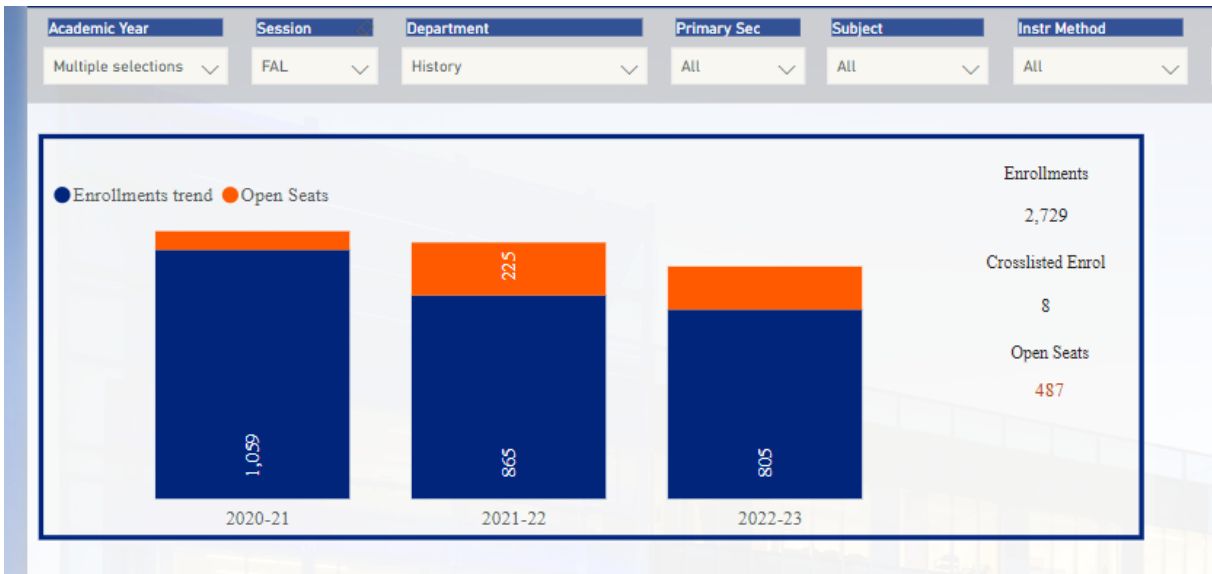 Academic Year Session Department Primary Sec Subject Instr Method
Multiple selections FAL History All All All
Enrollments trend Open Seats
Enrollments
2,729
Crosslisted Enrol
8
Open Seats
487
225
1,059 865 805
2020-21 2021-22 2022-23